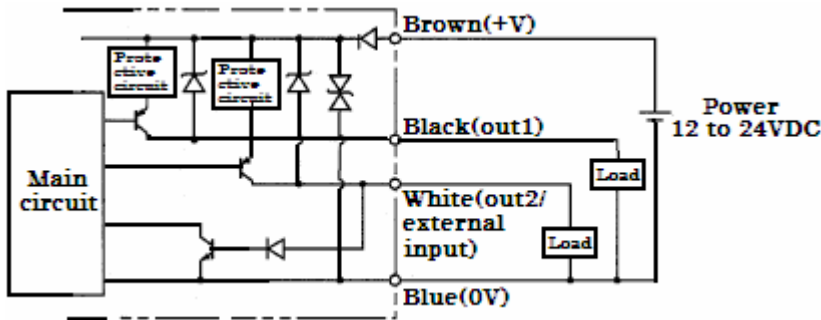 Brown(+V)
Prote
ctive
circuit
Prote
ctive
circuit
Power
12 to 24VDC
Black(out1)
Main
circuit
Load
White(out2/
external
input)
Load
Blue(0V)